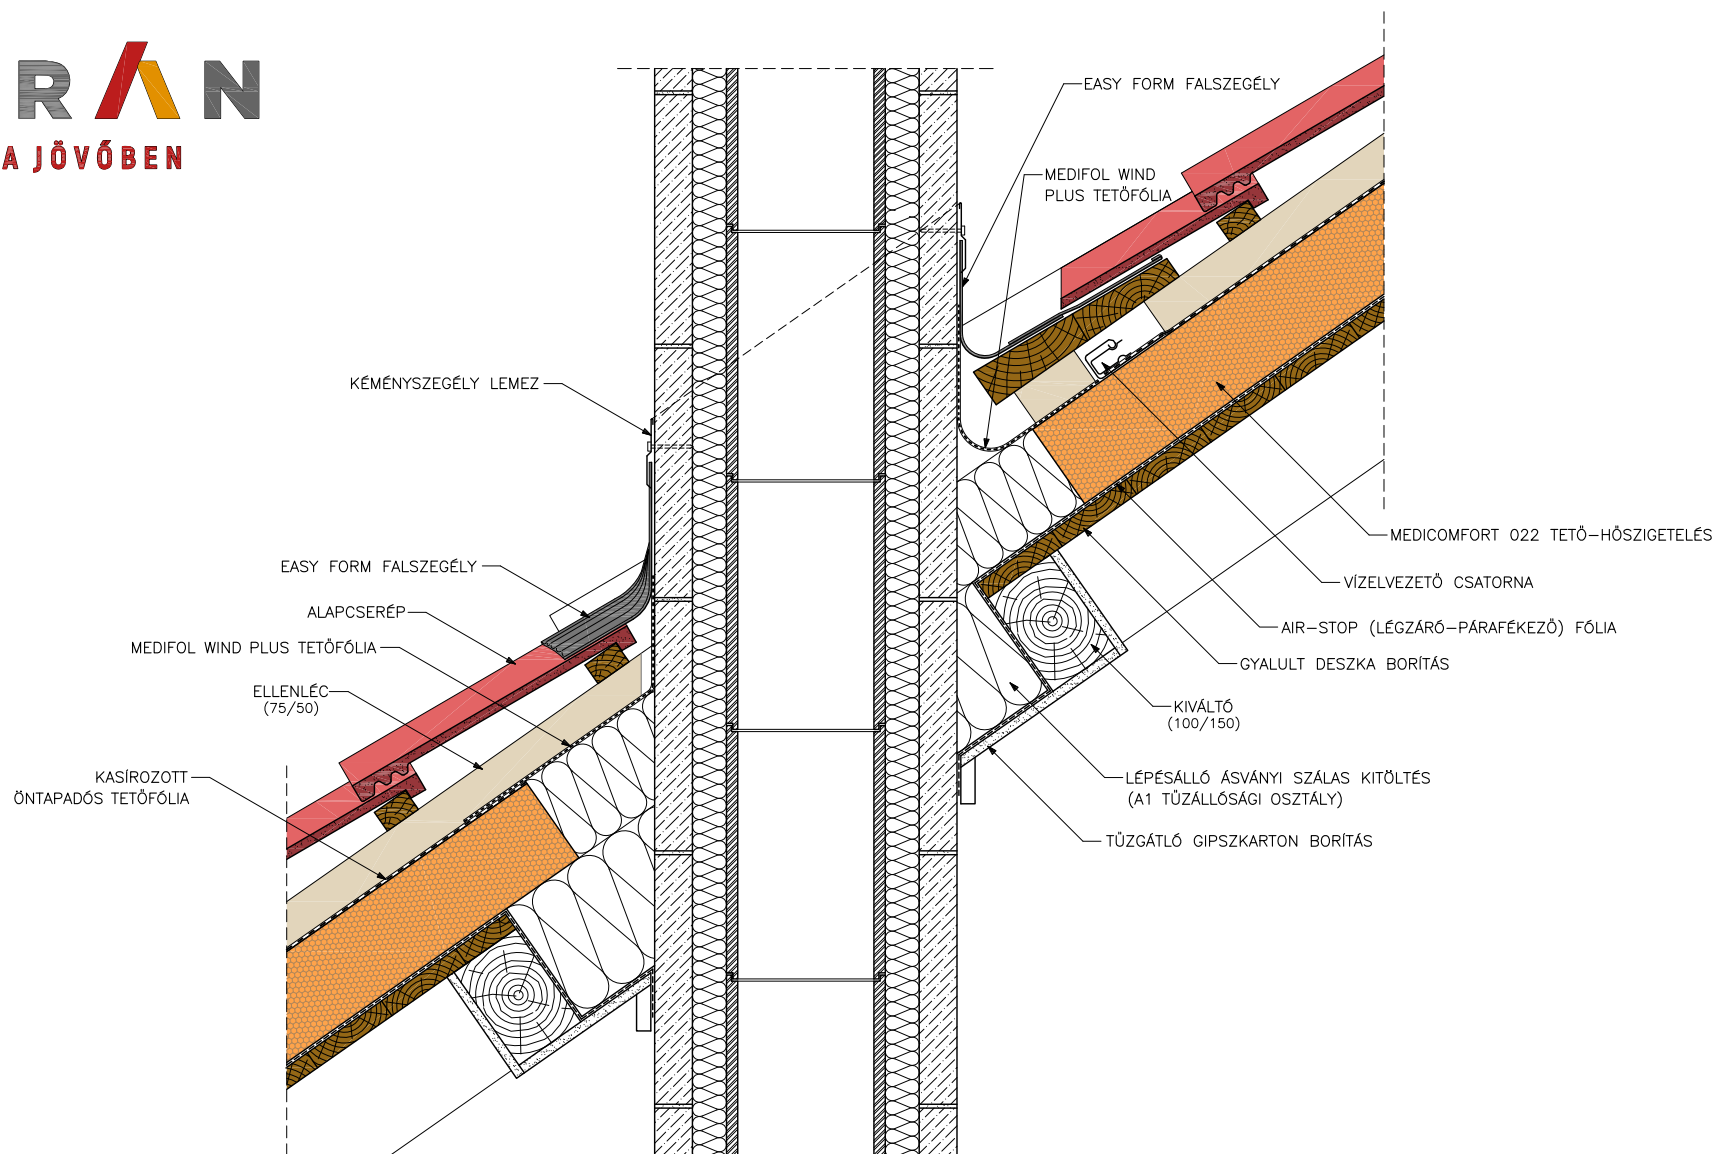 RAN
A JÖVŐBEN
EASY FORM FALSZEGÉLY
MEDIFOL WIND
PLUS TETŐFÓLIA
KÉMÉNYSZEGÉLY LEMEZ
EASY FORM FALSZEGÉLY
ALAPCSERÉP
MEDIFOL WIND PLUS TETŐFÓLIA
ELLENLÉC
(75/50)
KASÍROZOTT
ÖNTAPADÓS TETŐFÓLIA
MEDICOMFORT 022 TETŐ-HŐSZIGETELÉS
VÍZELVEZETŐ CSATORNA
AIR-STOP (LÉGZÁRÓ-PÁRAFÉKEZŐ) FÓLIA
GYALULT DESZKA BORÍTÁS
KIVÁLTÓ
(100/150)
LÉPÉSÁLLÓ ÁSVÁNYI SZÁLAS KITÖLTÉS
(A1 TŰZÁLLÓSÁGI OSZTÁLY)
TŰZGÁTLÓ GIPSZKARTON BORÍTÁS